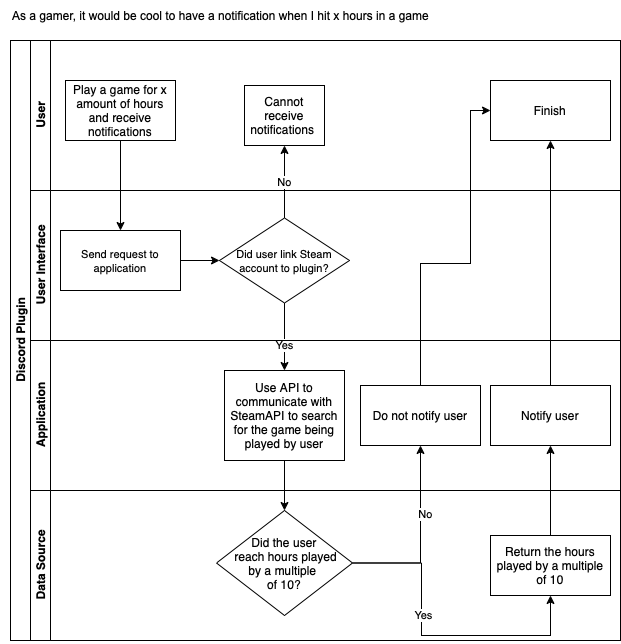 As a gamer, it would be cool to have a notification when I hit x hours in a game
Discord Plugin
User
Play a game for x
amount of hours
and receive
notifications
Cannot
receive
notifications
Finish
No
User Interface
Send request to
application
Did user link Steam
account to plugin?
Yes
Application
Use API to
communicate with
SteamAPI to search
for the game being
played by user
Do not notify user
Notify user
Data Source
No
Did the user
reach hours played
by a multiple
of 10?
Return the hours
played by a multiple
of 10
Yes